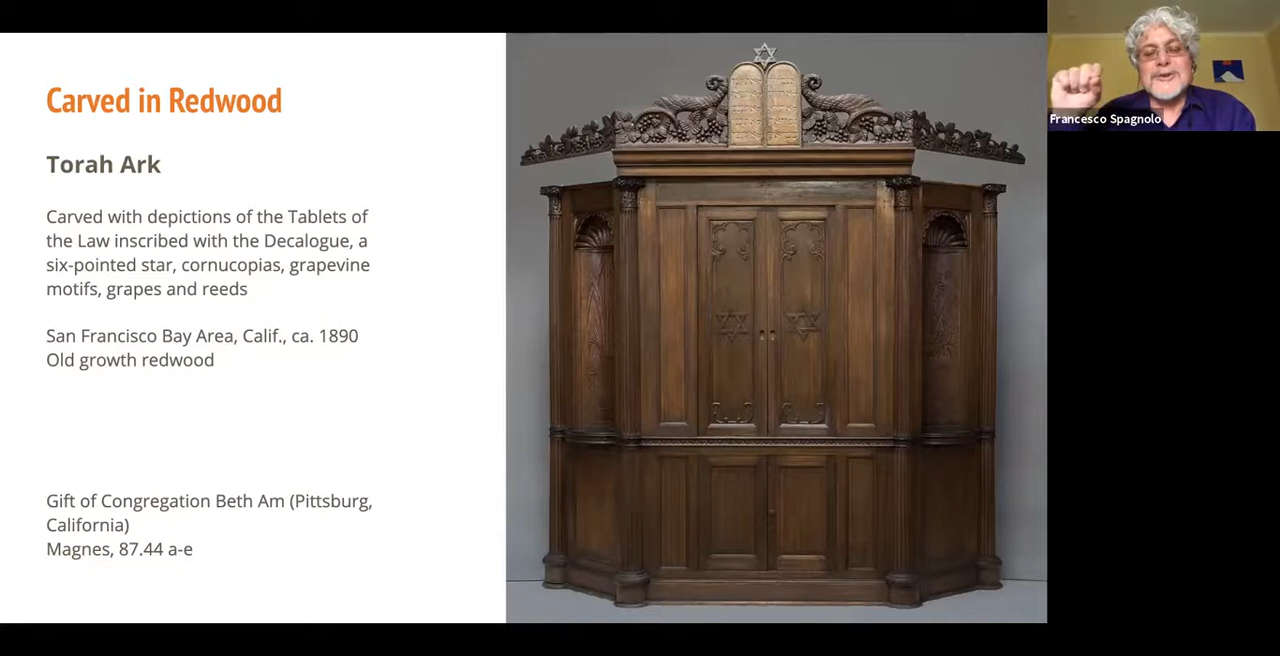 Carved in Redwood
Torah Ark
Carved with depictions of the Tablets of
the Law inscribed with the Decalogue, a
six-pointed star, cornucopias, grapevine
motifs, grapes and reeds
San Francisco Bay Area, Calif., ca. 1890
Old growth redwood
Gift of Congregation Beth Am (Pittsburg,
California)
Magnes, 87.44 a-e
Francesco Spagnolo